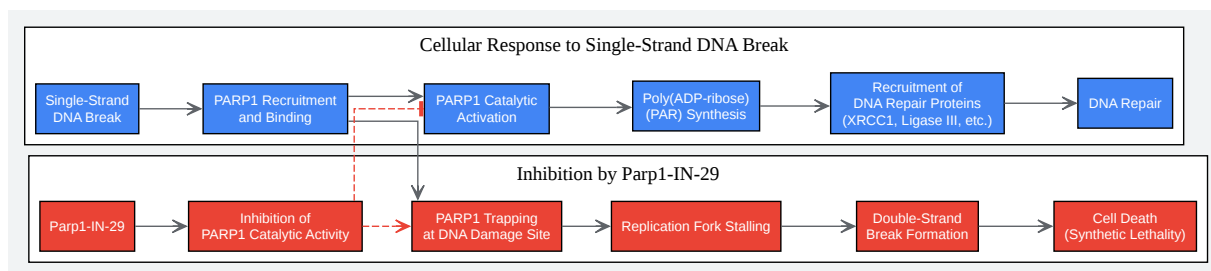 Cellular Response to Single-Strand DNA Break
Single-Strand
DNA Break
PARP1 Recruitment
and Binding
PARP1 Catalytic
Activation
Poly(ADP-ribose)
(PAR) Synthesis
Recruitment of
DNA Repair Proteins
(XRCC1, Ligase III, etc.)
DNA Repair
Inhibition by Parp1-IN-29
Parp1-IN-29
Inhibition of
PARP1 Catalytic Activity
PARP1 Trapping
at DNA Damage Site
Replication Fork Stalling
Double-Strand
Break Formation
Cell Death
(Synthetic Lethality)